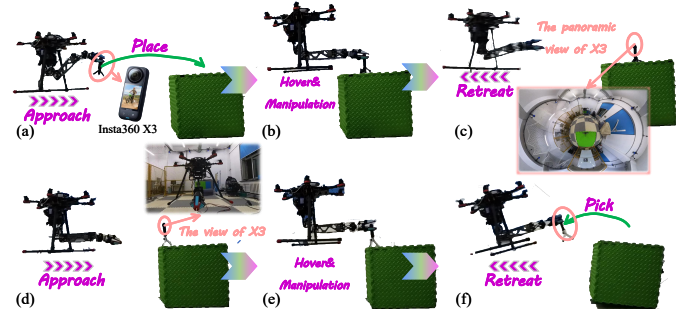 Place
The panoramic
view of X3
Hover&
Manipulation
Approach
Insta360 X3
Retreat
(a)
(b)
(c)
Pick
The view of X3
Hover&
Manipulation
Approach
Retreat
(d)
(e)
(f)